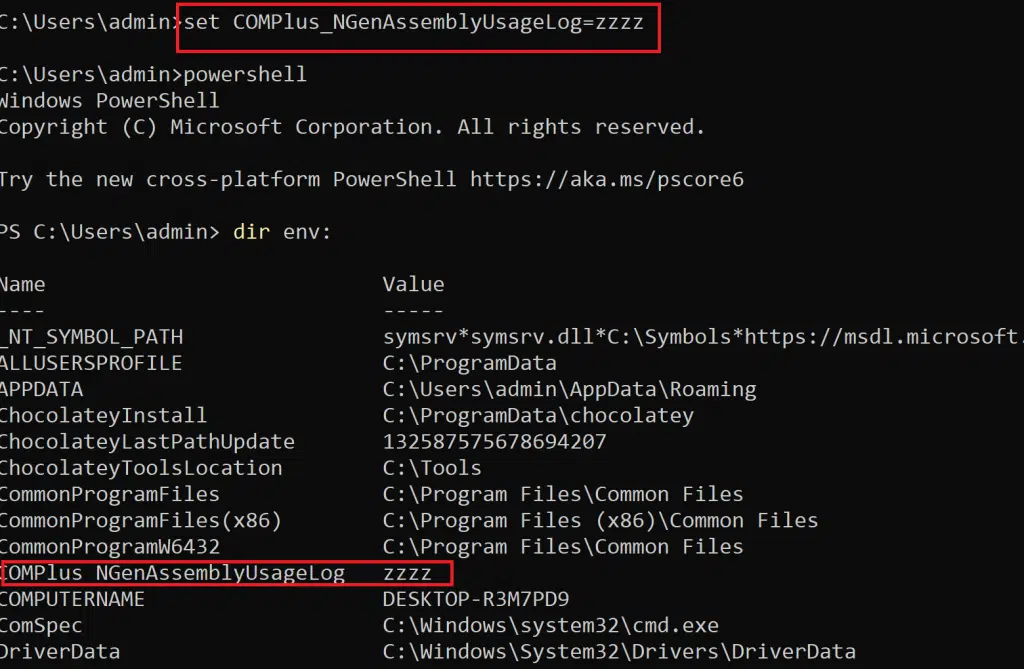 C:\Users\admin>set COMPlus_NGenAssemblyUsageLog=zzzz
C:\Users\admin>powershell
Windows PowerShell
Copyright (C) Microsoft Corporation. All rights reserved.
Try the new cross-platform PowerShell https://aka.ms/pscore6
PS C:\Users\admin> dir env:
Name Value
---- -----
_NT_SYMBOL_PATH symsrv*symsrv.dll*C:\Symbols*https://msdl.microsoft.
ALLUSERSPROFILE C:\ProgramData
APPDATA C:\Users\admin\AppData\Roaming
ChocolateyInstall C:\ProgramData\chocolatey
ChocolateyLastPathUpdate 132587575678694207
ChocolateyToolsLocation C:\Tools
CommonProgramFiles C:\Program Files\Common Files
CommonProgramFiles(x86) C:\Program Files (x86)\Common Files
CommonProgramW6432 C:\Program Files\Common Files
COMPlus_NGenAssemblyUsageLog zzzz
COMPUTERNAME DESKTOP-R3M7PD9
ComSpec C:\Windows\system32\cmd.exe
DriverData C:\Windows\System32\Drivers\DriverData